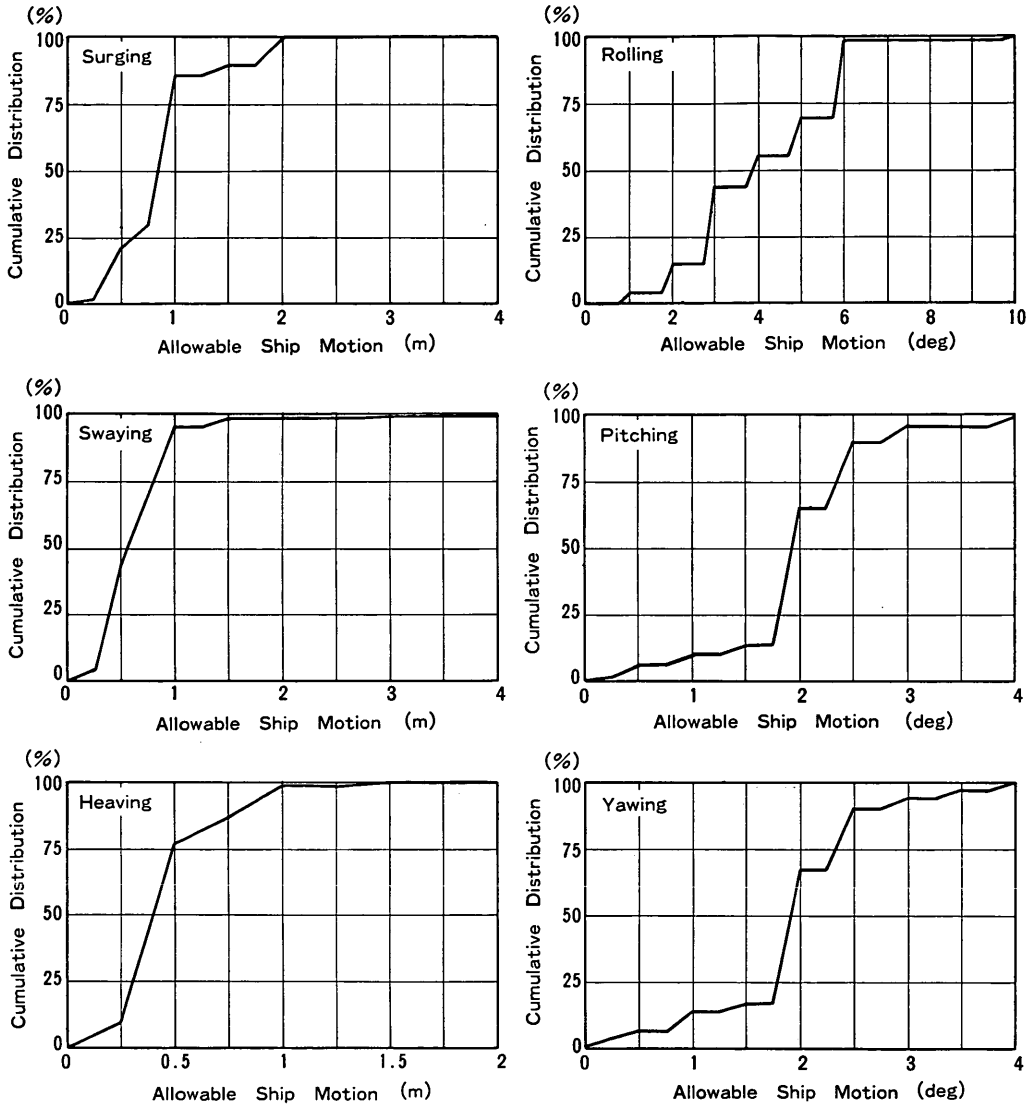 (%)
100
75
50
25
0
Cumulative Distribution
Surging
0 1 2 3 4
Allowable Ship Motion (m)
(%)
100
75
50
25
0
Cumulative Distribution
Rolling
0 2 4 6 8 10
Allowable Ship Motion (deg)
(%)
100
75
50
25
0
Cumulative Distribution
Swaying
0 1 2 3 4
Allowable Ship Motion (m)
(%)
100
75
50
25
0
Cumulative Distribution
Pitching
0 1 2 3 4
Allowable Ship Motion (deg)
(%)
100
75
50
25
0
Cumulative Distribution
Heaving
0 0.5 1 1.5 2
Allowable Ship Motion (m)
(%)
100
75
50
25
0
Cumulative Distribution
Yawing
0 1 2 3 4
Allowable Ship Motion (deg)